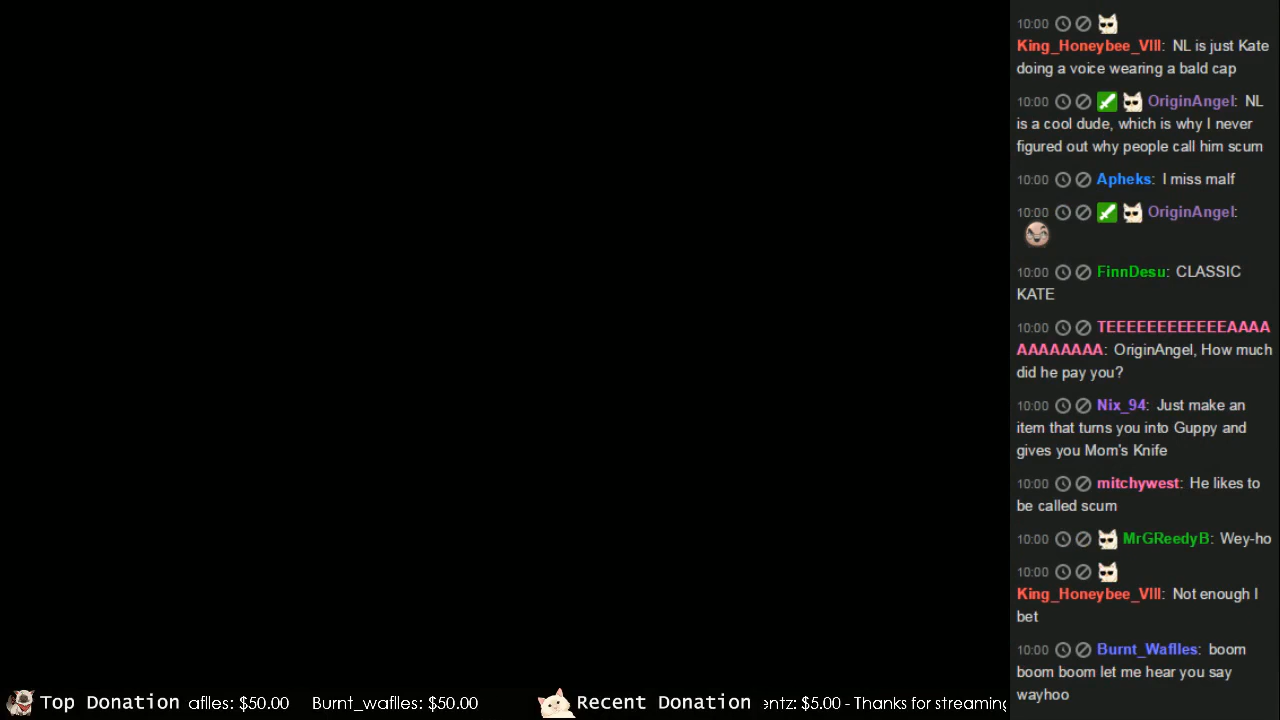 10:00
King_Honeybee_VIII: NL is just Kate
doing a voice wearing a bald cap
10:00 OriginAngel: NL
is a cool dude, which is why I never
figured out why people call him scum
10:00 Apheks: I miss malf
10:00 OriginAngel:
10:00 FinnDesu: CLASSIC
KATE
10:00 TEEEEEEEEEEEEAAAA
AAAAAAAA: OriginAngel, How much
did he pay you?
10:00 Nix_94: Just make an
item that turns you into Guppy and
gives you Mom's Knife
10:00 mitchywest: He likes to
be called scum
10:00 MrGReedyB: Wey-ho
10:00
King_Honeybee_VIII: Not enough I
bet
10:00 Burnt_Waflles: boom
boom boom let me hear you say
wayhoo
Top Donation aflles: $50.00 Burnt_waflles: $50.00 Recent Donation entz: $5.00 - Thanks for streaming